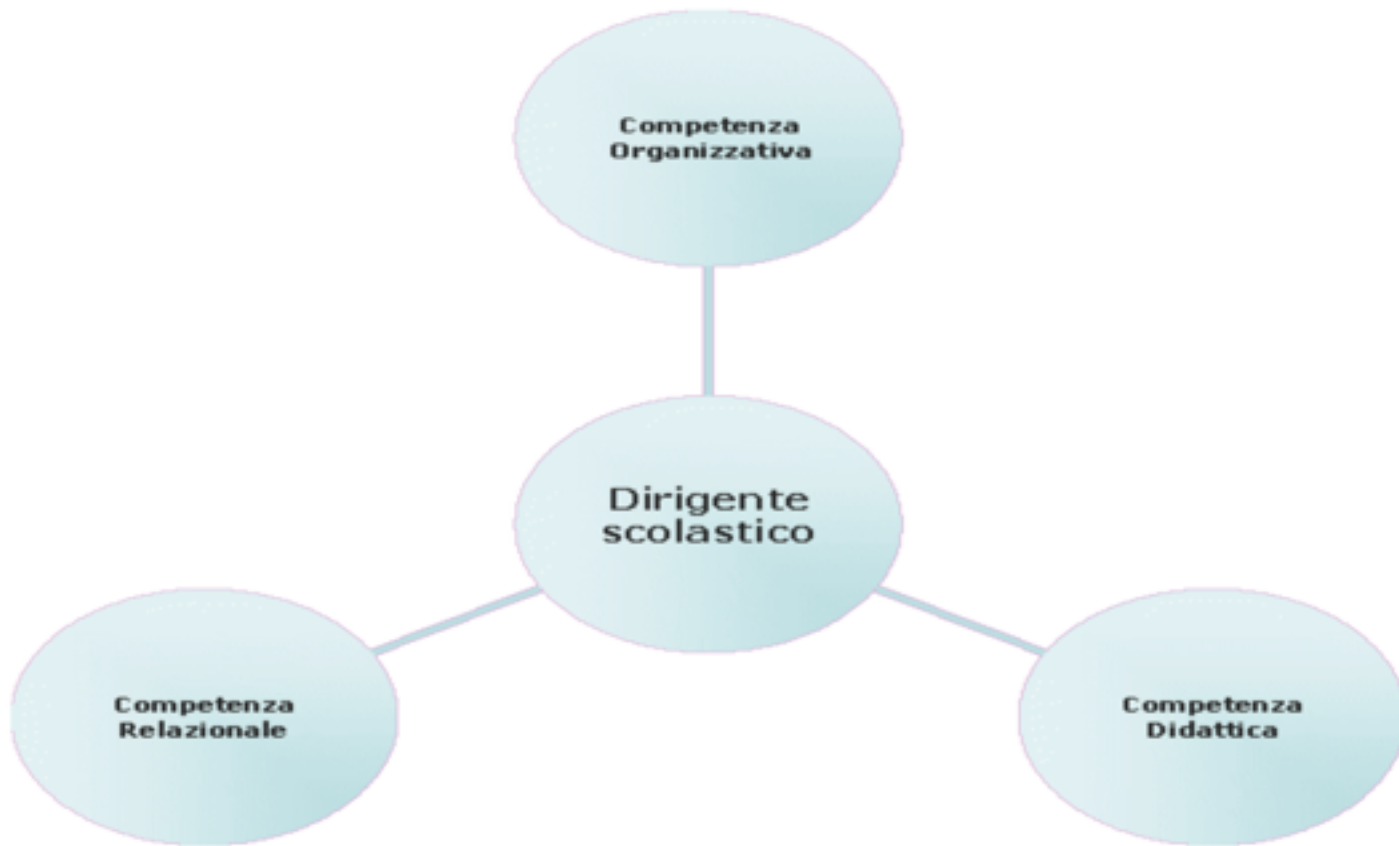 Competenza
Organizzativa
Dirigente
scolastico
Competenza
Relazionale
Competenza
Didattica